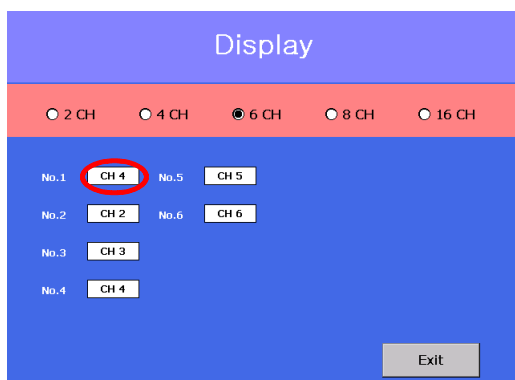 Display
2 CH 4 CH 6 CH 8 CH 16 CH
No.1 CH 4 No.5 CH 5
No.2 CH 2 No.6 CH 6
No.3 CH 3
No.4 CH 4
Exit